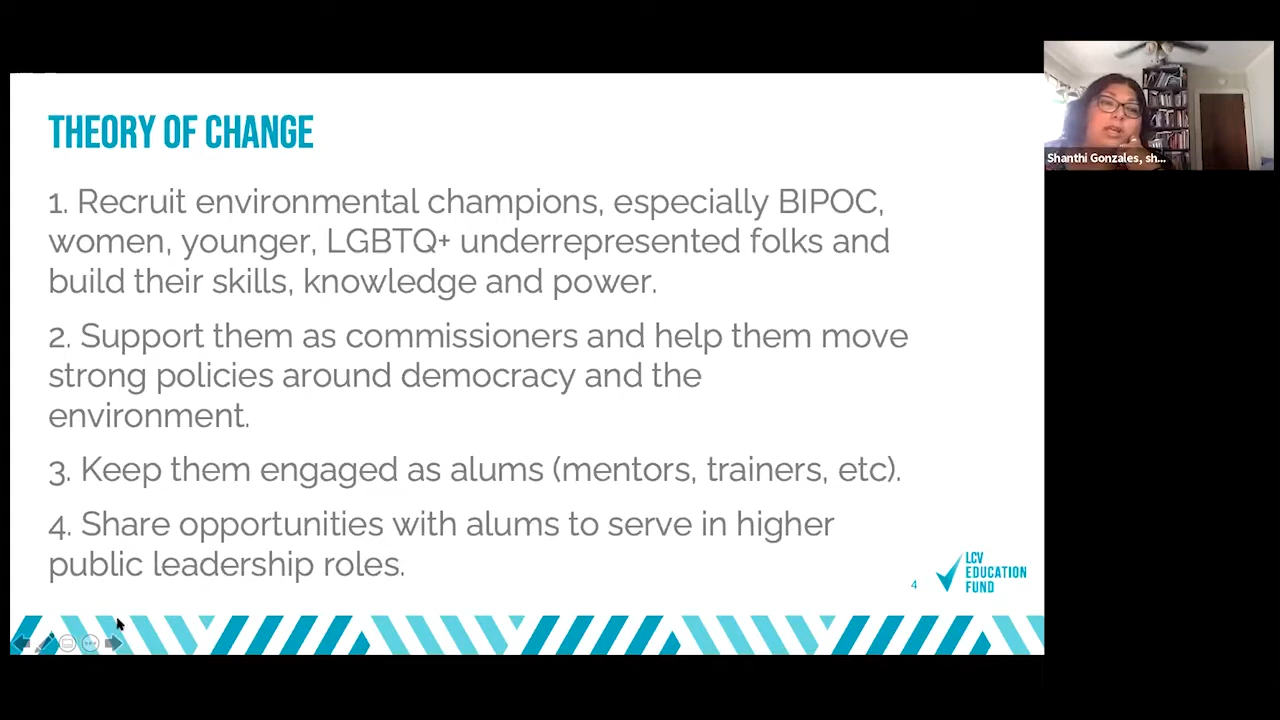 THEORY OF CHANGE
1. Recruit environmental champions, especially BIPOC,
women, younger, LGBTQ+ underrepresented folks and
build their skills, knowledge and power.
2. Support them as commissioners and help them move
strong policies around democracy and the
environment.
3. Keep them engaged as alums (mentors, trainers, etc).
4. Share opportunities with alums to serve in higher
public leadership roles.
4
LCV
EDUCATION
FUND
Shanthi Gonzales, sh...